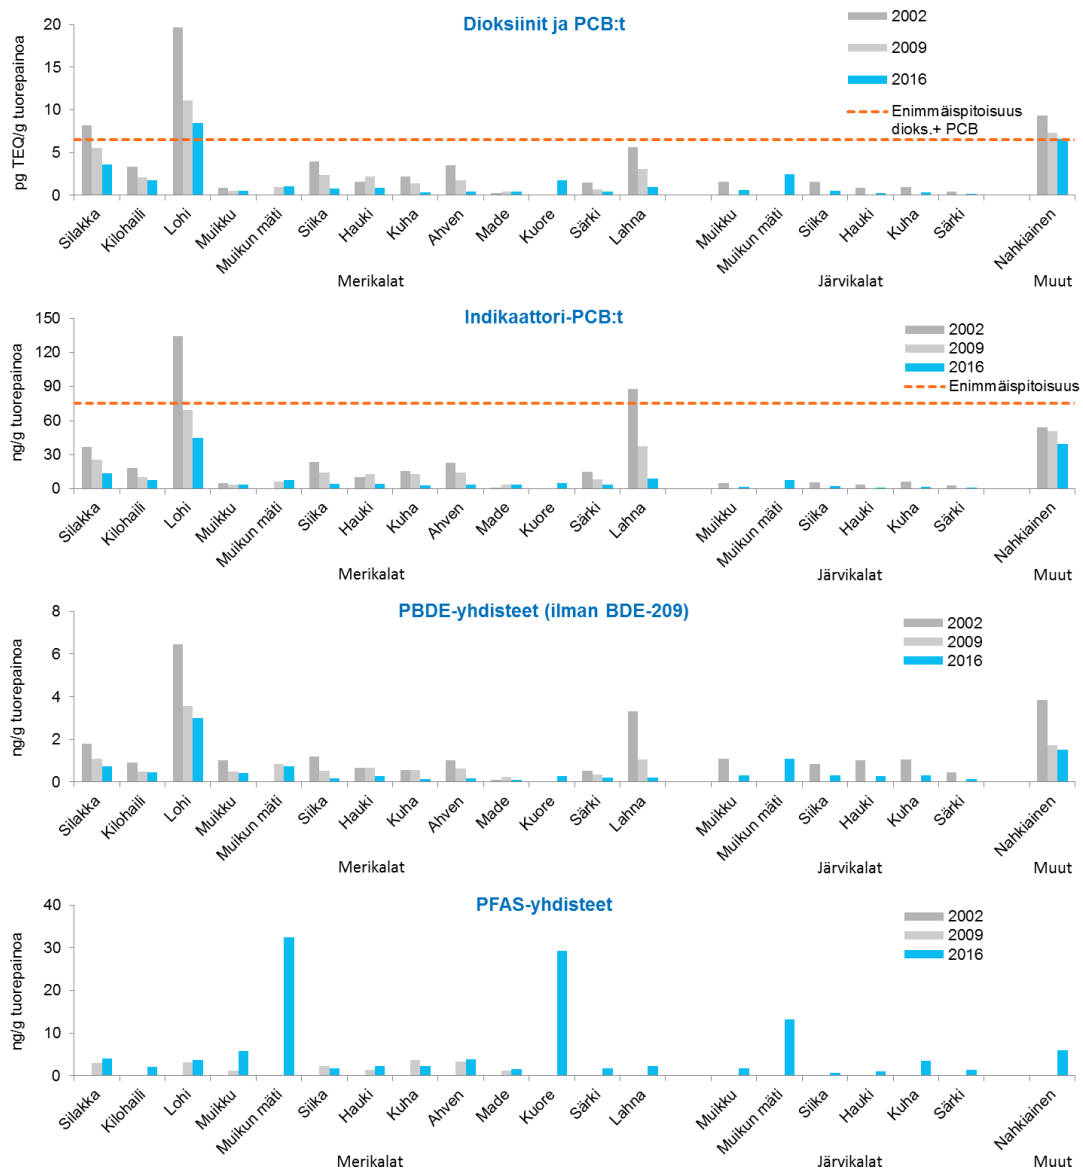 Dioksiinit ja PCB:t
pg TEQ/g tuorepainoa
20
15
10
5
0
2002
2009
2016
Enimmäispitoisuus
dioks.+ PCB
Silakka
Kilohaili
Lohi
Muikku
Muikun mäti
Siika
Hauki
Kuha
Ahven
Made
Kuore
Särki
Lahna
Muikku
Muikun mäti
Siika
Hauki
Kuha
Särki
Nahkiainen
Merikalat
Järvikalat
Muut
Indikaattori-PCB:t
ng/g tuorepainoa
150
120
90
60
30
0
2002
2009
2016
Enimmäispitoisuus
Silakka
Kilohaili
Lohi
Muikku
Muikun mäti
Siika
Hauki
Kuha
Ahven
Made
Kuore
Särki
Lahna
Muikku
Muikun mäti
Siika
Hauki
Kuha
Särki
Nahkiainen
Merikalat
Järvikalat
Muut
PBDE-yhdisteet (ilman BDE-209)
ng/g tuorepainoa
8
6
4
2
0
2002
2009
2016
Silakka
Kilohaili
Lohi
Muikku
Muikun mäti
Siika
Hauki
Kuha
Ahven
Made
Kuore
Särki
Lahna
Muikku
Muikun mäti
Siika
Hauki
Kuha
Särki
Nahkiainen
Merikalat
Järvikalat
Muut
PFAS-yhdisteet
ng/g tuorepainoa
40
30
20
10
0
2002
2009
2016
Silakka
Kilohaili
Lohi
Muikku
Muikun mäti
Siika
Hauki
Kuha
Ahven
Made
Kuore
Särki
Lahna
Muikku
Muikun mäti
Siika
Hauki
Kuha
Särki
Nahkiainen
Merikalat
Järvikalat
Muut